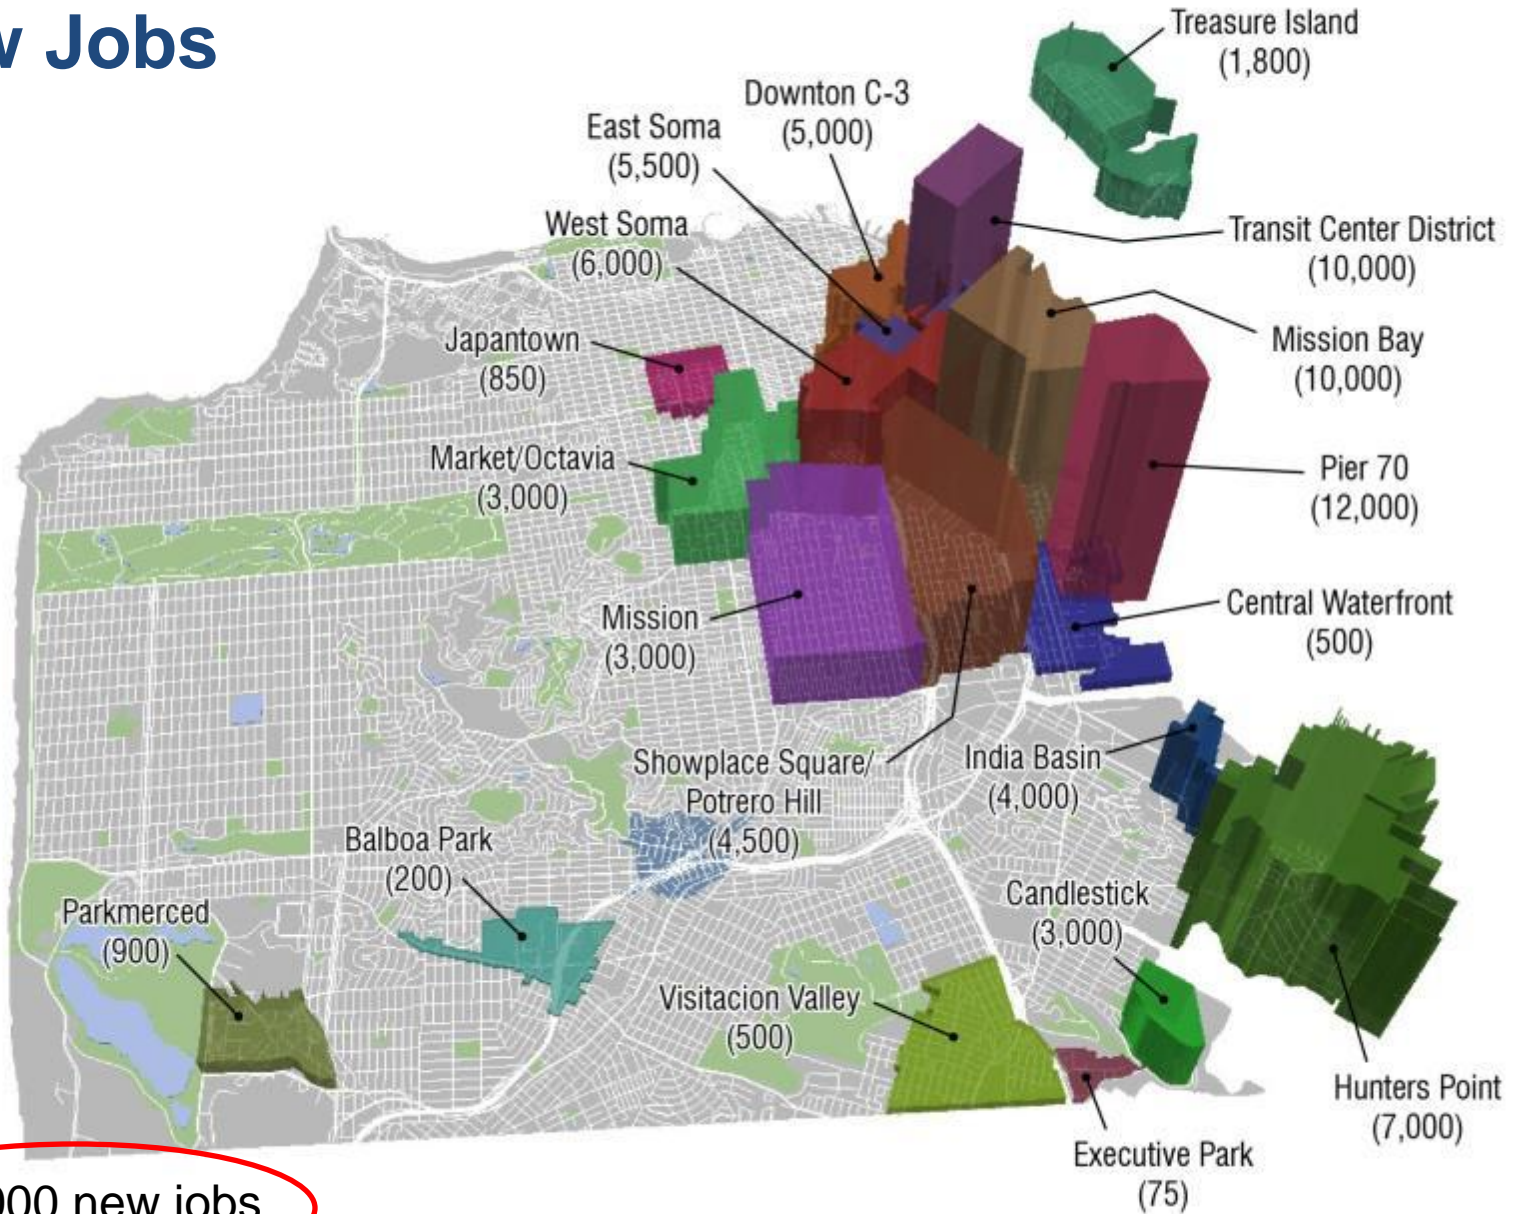 w Jobs
Treasure Island
(1,800)
Downton C-3
(5,000)
East Soma
(5,500)
West Soma
(6,000)
Transit Center District
(10,000)
Japantown
(850)
Mission Bay
(10,000)
Market/Octavia
(3,000)
Pier 70
(12,000)
Mission
(3,000)
Central Waterfront
(500)
Showplace Square/
Potrero Hill
(4,500)
India Basin
(4,000)
Balboa Park
(200)
Candlestick
(3,000)
Parkmerced
(900)
Visitacion Valley
(500)
Hunters Point
(7,000)
Executive Park
(75)
000 new jobs